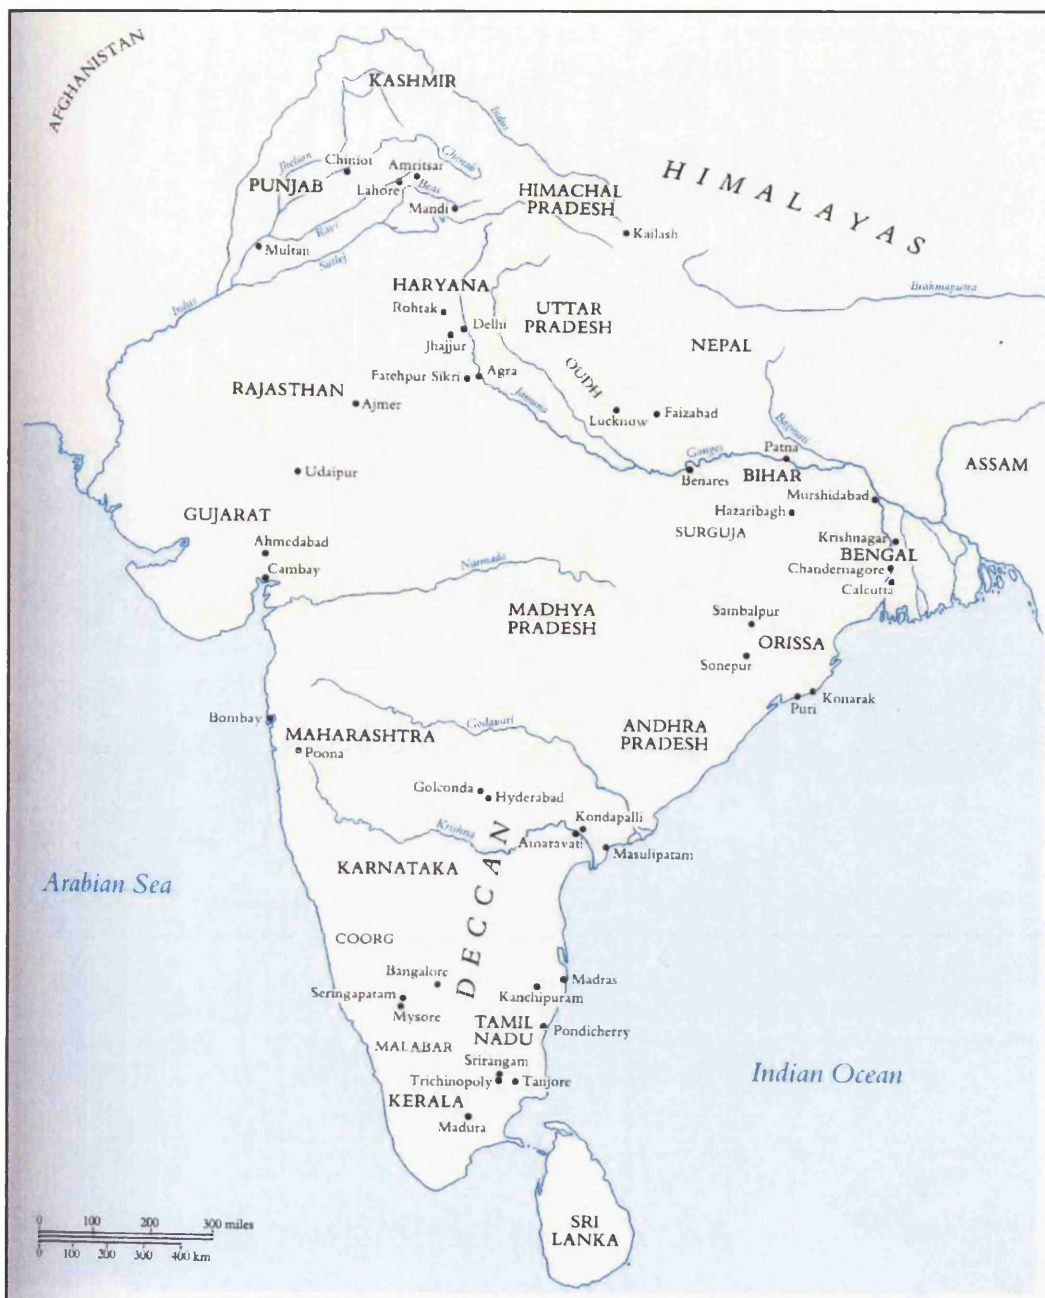 AFGHANISTAN
KASHMIR
Indus
HIMALAYAS
Jhelum
Chiniot
Amritsar
Chenab
PUNJAB
Lahore
Beas
HIMACHAL
PRADESH
Mandi
Ravi
Kailash
Multan
Sutlej
Indus
HARYANA
Brahmaputra
Rohtak
UTTAR
PRADESH
Delhi
Jhajjur
NEPAL
Fatehpur Sikri
Agra
OUDH
RAJASTHAN
Jamuna
Ajmer
Lucknow
Faizabad
Bagmati
Ganges
Patna
ASSAM
Udaipur
Benares
BIHAR
Murshidabad
Hazaribagh
GUJARAT
SURGUJA
Ahmedabad
Krishnagar
BENGAL
Cambay
Narmada
Chandernagore
Calcutta
MADHYA
PRADESH
Sambalpur
ORISSA
Sonepur
Konarak
Puri
Bombay
Godavari
MAHARASHTRA
ANDHRA
PRADESH
Poona
Golconda
Hyderabad
Krishna
Kondapalli
Amaravati
Masulipatam
KARNATAKA
DECCAN
Arabian Sea
COORG
Bangalore
Madras
Seringapatam
Kanchipuram
Mysore
TAMIL
NADU
Pondicherry
MALABAR
Srirangam
Trichinopoly
Tanjore
Indian Ocean
KERALA
Madura
SRI
LANKA
0 100 200 300 miles
0 100 200 300 400 km